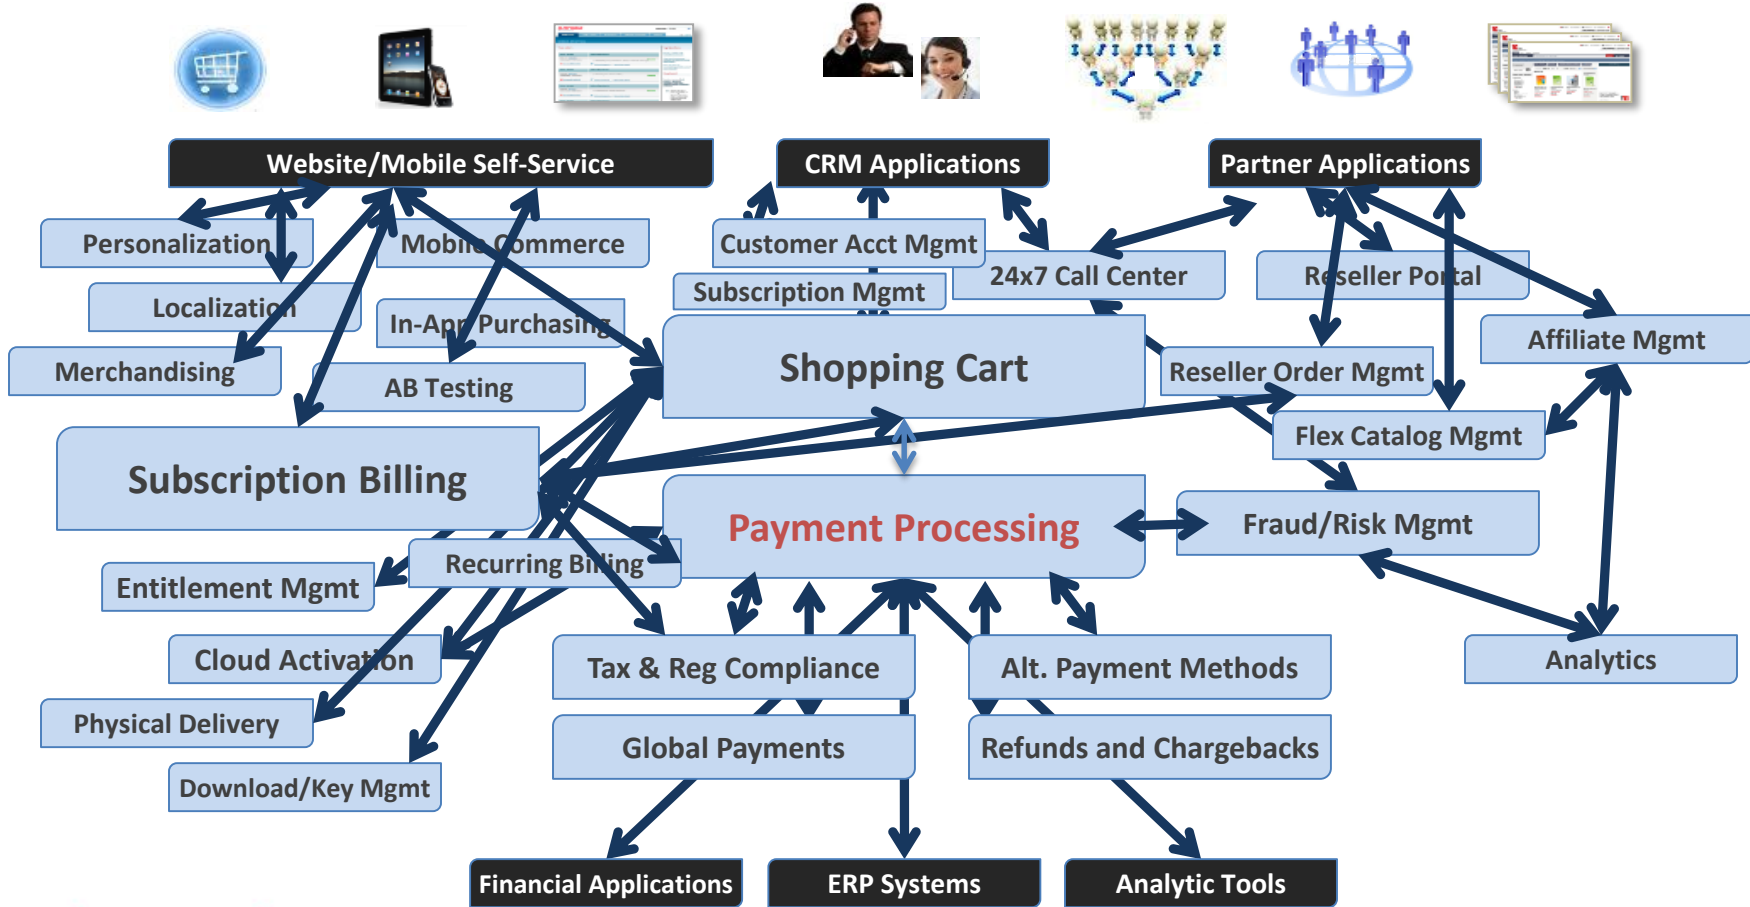 Website/Mobile Self-Service
CRM Applications
Partner Applications
Personalization
Mobile Commerce
Customer Acct Mgmt
24x7 Call Center
Reseller Portal
Localization
In-App Purchasing
Subscription Mgmt
Affiliate Mgmt
Merchandising
AB Testing
Shopping Cart
Reseller Order Mgmt
Flex Catalog Mgmt
Subscription Billing
Payment Processing
Fraud/Risk Mgmt
Recurring Billing
Entitlement Mgmt
Cloud Activation
Tax & Reg Compliance
Alt. Payment Methods
Analytics
Physical Delivery
Global Payments
Refunds and Chargebacks
Download/Key Mgmt
Financial Applications
ERP Systems
Analytic Tools